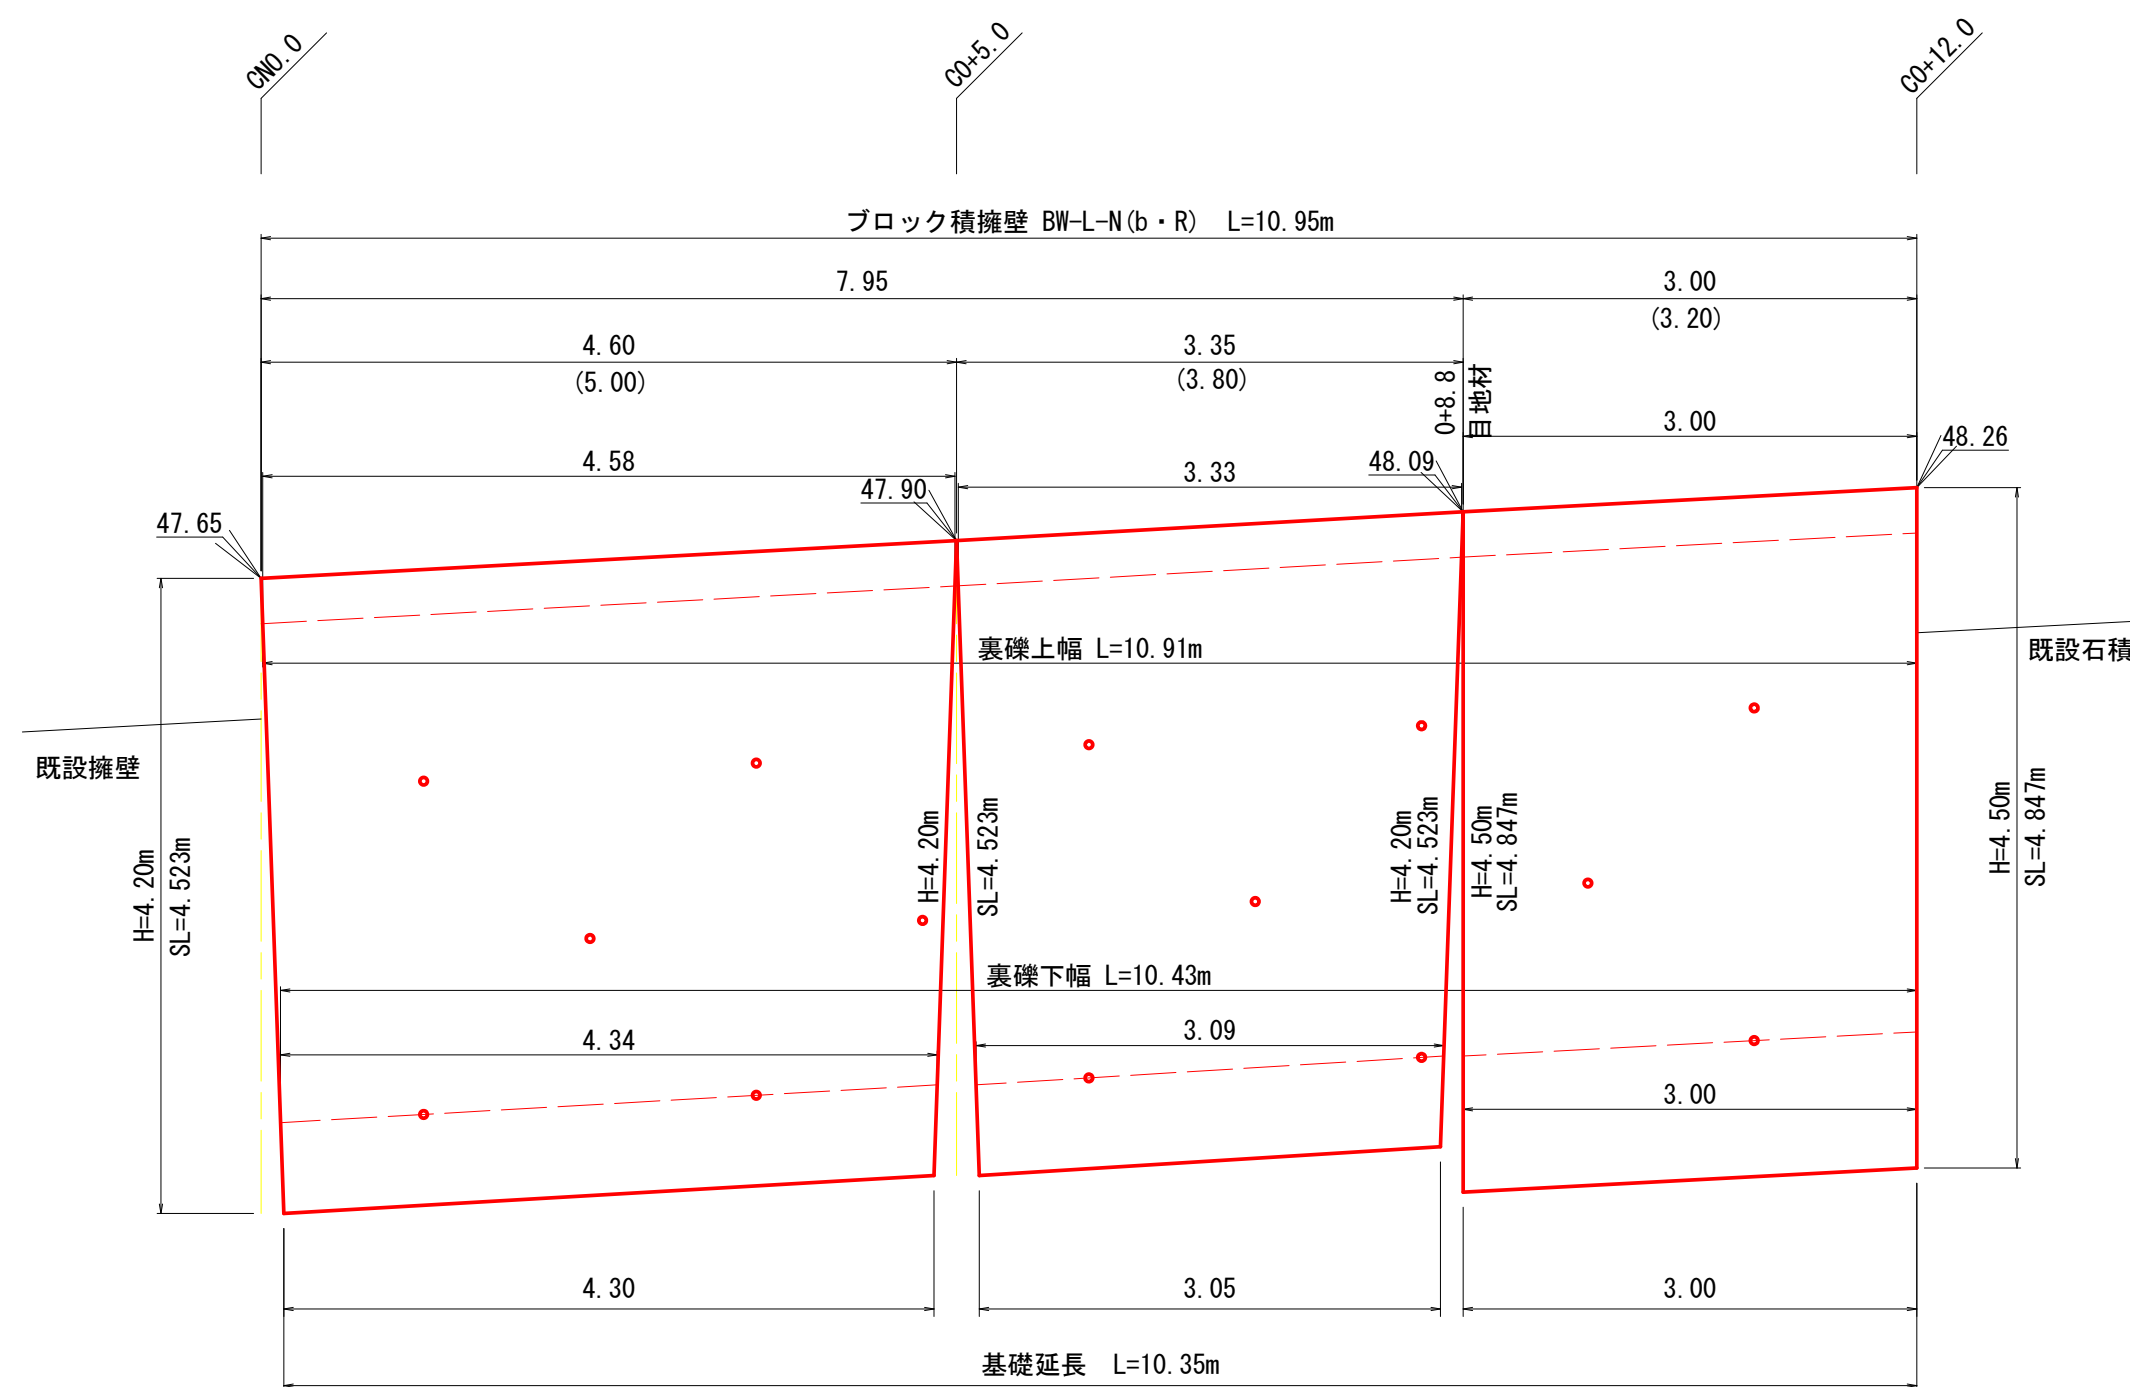 CNO.0
CO+5.0
CO+12.0
ブロック積擁壁 BW-L-N(b・R) L=10.95m
7.95
3.00
(3.20)
4.60
(5.00)
3.35
(3.80)
0+8.8
目地材
3.00
4.58
3.33
47.65
47.90
48.09
48.26
裏礫上幅 L=10.91m
既設擁壁
既設石積
H=4.20m
SL=4.523m
H=4.20m
SL=4.523m
H=4.20m
SL=4.523m
H=4.50m
SL=4.847m
H=4.50m
SL=4.847m
裏礫下幅 L=10.43m
4.34
3.09
3.00
4.30
3.05
3.00
基礎延長 L=10.35m